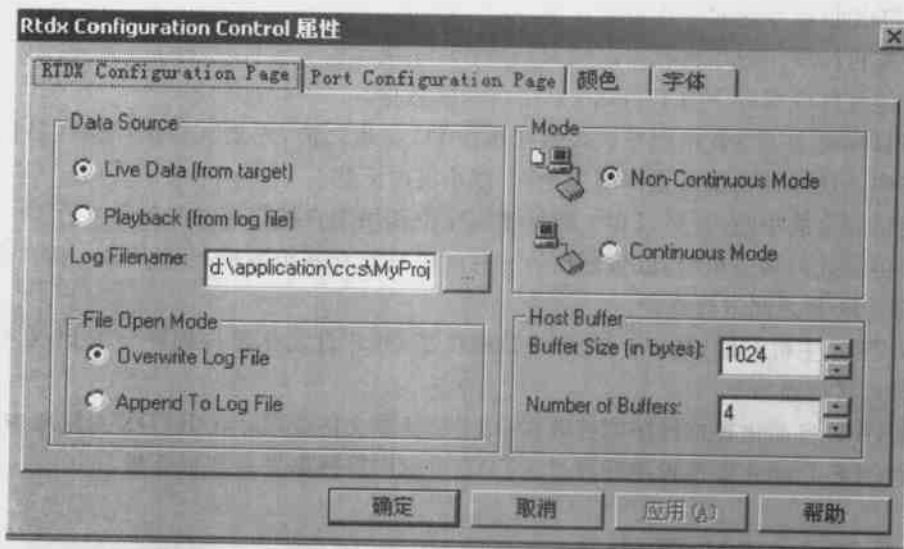 Rtdx Configuration Control 属性
RTDX Configuration Page
Port Configuration Page
颜色
字体
Data Source
Live Data (from target)
Playback (from log file)
Log Filename:
d:\application\ccs\MyProj
...
File Open Mode
Overwrite Log File
Append To Log File
Mode
Non-Continuous Mode
Continuous Mode
Host Buffer
Buffer Size (in bytes):
1024
Number of Buffers:
4
确定
取消
应用(A)
帮助